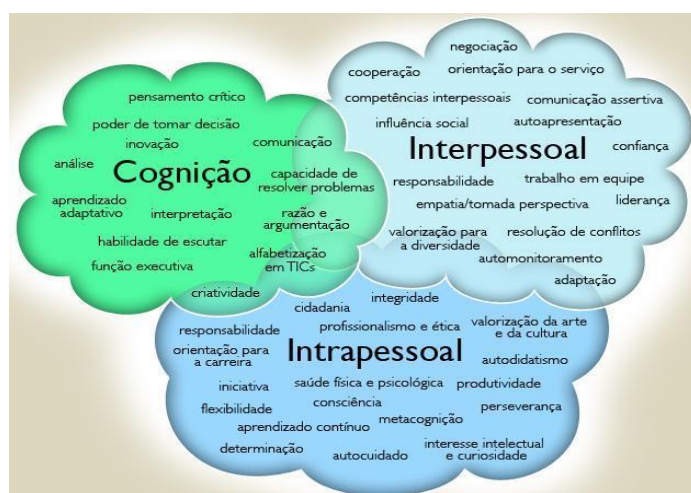 pensamento crítico
poder de tomar decisão
inovação
comunicação
análise
Cognição
capacidade de
resolver problemas
aprendizado
adaptativo
interpretação
razão e
argumentação
habilidade de escutar
alfabetização
em TICs
função executiva
criatividade
negociação
cooperação
orientação para o serviço
competências interpessoais
comunicação assertiva
influência social
autoapresentação
Interpessoal
confiança
responsabilidade
trabalho em equipe
empatia/tomada perspectiva
liderança
valorização para
a diversidade
resolução de conflitos
automonitoramento
adaptação
integridade
cidadania
responsabilidade
profissionalismo e ética
valorização da arte
e da cultura
orientação para
a carreira
Intrapessoal
autodidatismo
iniciativa
saúde física e psicológica
produtividade
flexibilidade
consciência
perseverança
metacognição
aprendizado contínuo
determinação
autocuidado
interesse intelectual
e curiosidade